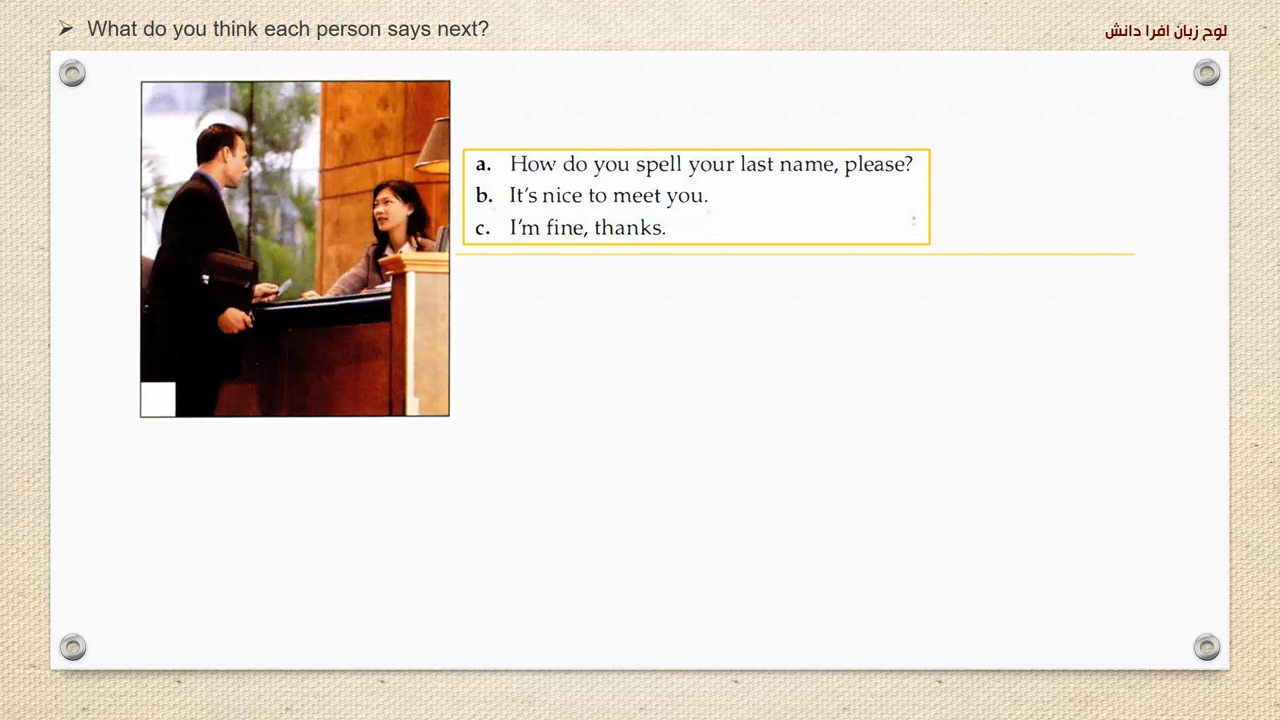 ➢ What do you think each person says next?
لوح زبان افرا دانش
a. How do you spell your last name, please?
b. It's nice to meet you.
c. I'm fine, thanks.